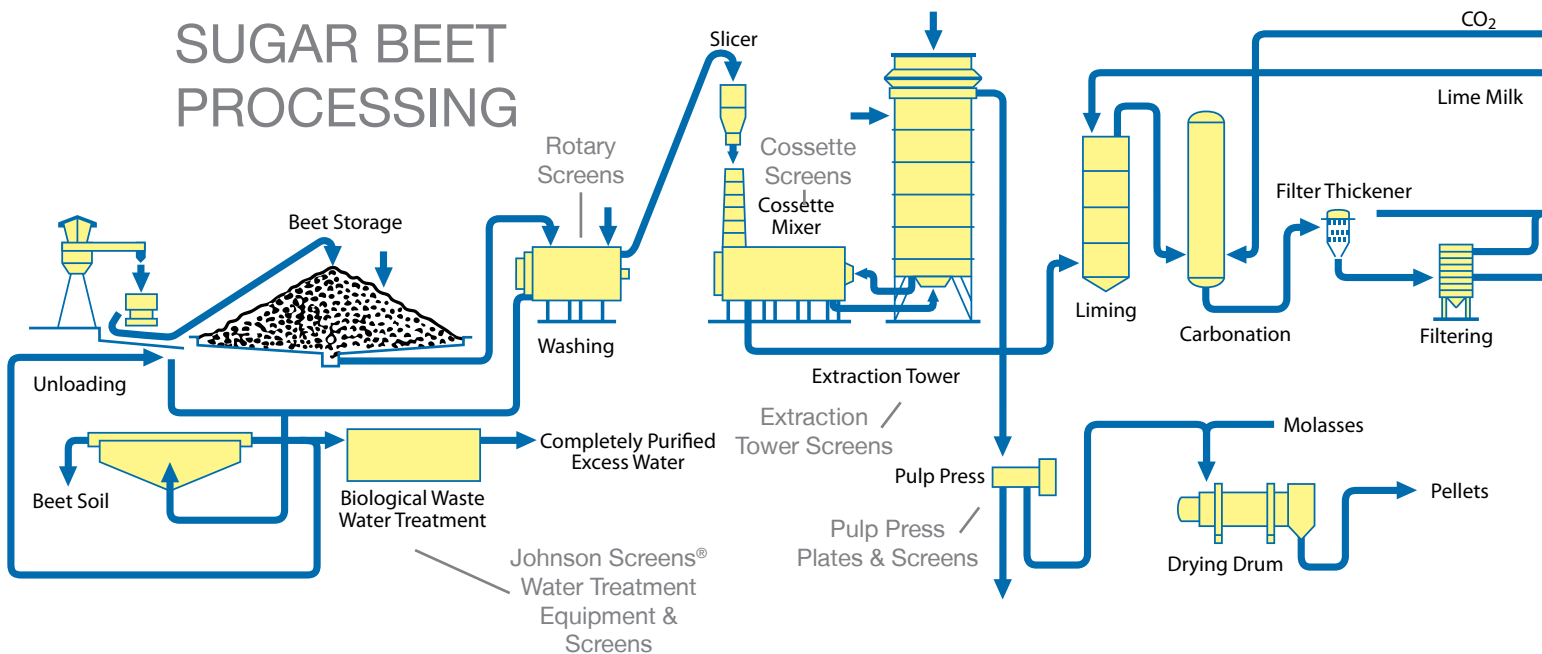 SUGAR BEET
PROCESSING
Slicer
CO₂
Lime Milk
Rotary
Screens
Cossette
Screens
Cossette
Mixer
Filter Thickener
Beet Storage
Unloading
Washing
Liming
Carbonation
Filtering
Extraction Tower
Extraction
Tower Screens
Molasses
Completely Purified
Excess Water
Beet Soil
Biological Waste
Water Treatment
Pulp Press
Pellets
Pulp Press
Plates & Screens
Drying Drum
Johnson Screens®
Water Treatment
Equipment &
Screens